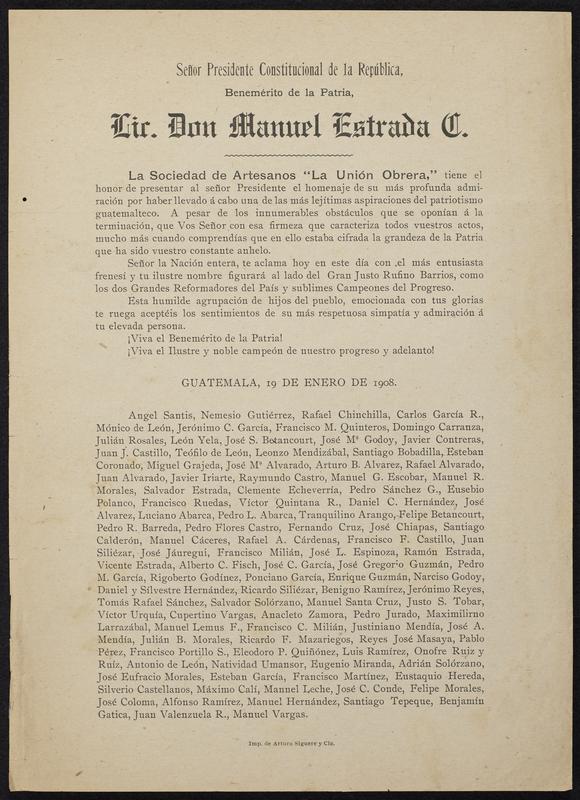 Señor Presidente Constitucional de la República,
Benemérito de la Patria,
Lic. Don Manuel Estrada C.
La Sociedad de Artesanos “La Unión Obrera,” tiene el
honor de presentar al señor Presidente el homenaje de su más profunda admi-
ración por haber llevado á cabo una de las más lejítimas aspiraciones del patriotismo
guatemalteco. A pesar de los innumerables obstáculos que se oponían á la
terminación, que Vos Señor con esa firmeza que caracteriza todos vuestros actos,
mucho más cuando comprendías que en ello estaba cifrada la grandeza de la Patria
que ha sido vuestro constante anhelo.
Señor la Nación entera, te aclama hoy en este día con el más entusiasta
frenesí y tu ilustre nombre figurará al lado del Gran Justo Rufino Barrios, como
los dos Grandes Reformadores del País y sublimes Campeones del Progreso.
Esta humilde agrupación de hijos del pueblo, emocionada con tus glorias
te ruega aceptéis los sentimientos de su más respetuosa simpatía y admiración á
tu elevada persona.
¡Viva el Benemérito de la Patria!
¡Viva el Ilustre y noble campeón de nuestro progreso y adelanto!
GUATEMALA, 19 DE ENERO DE 1908.
Angel Santis, Nemesio Gutiérrez, Rafael Chinchilla, Carlos García R.,
Mónico de León, Jerónimo C. García, Francisco M. Quinteros, Domingo Carranza,
Julián Rosales, León Yela, José S. Betancourt, José Mª Godoy, Javier Contreras,
Juan J. Castillo, Teófilo de León, Leonzo Mendizábal, Santiago Bobadilla, Esteban
Coronado, Miguel Grajeda, José Mª Alvarado, Arturo B. Alvarez, Rafael Alvarado,
Juan Alvarado, Javier Iriarte, Raymundo Castro, Manuel G. Escobar, Manuel R.
Morales, Salvador Estrada, Clemente Echeverría, Pedro Sánchez G., Eusebio
Polanco, Francisco Ruedas, Víctor Quintana R., Daniel C. Hernández, José
Alvarez, Luciano Abarca, Pedro L. Abarca, Tranquilino Arango, Felipe Betancourt,
Pedro R. Barreda, Pedro Flores Castro, Fernando Cruz, José Chiapas, Santiago
Calderón, Manuel Cáceres, Rafael A. Cárdenas, Francisco F. Castillo, Juan
Siliézar, José Jáuregui, Francisco Milián, José L. Espinoza, Ramón Estrada,
Vicente Estrada, Alberto C. Fisch, José C. García, José Gregorio Guzmán, Pedro
M. García, Rigoberto Godínez, Ponciano García, Enrique Guzmán, Narciso Godoy,
Daniel y Silvestre Hernández, Ricardo Siliézar, Benigno Ramírez, Jerónimo Reyes,
Tomás Rafael Sánchez, Salvador Solórzano, Manuel Santa Cruz, Justo S. Tobar,
Víctor Urquía, Cupertino Vargas, Anacleto Zamora, Pedro Jurado, Maximilirno
Larrazábal, Manuel Lemus F., Francisco C. Milián, Justiniano Mendía, José A.
Mendía, Julián B. Morales, Ricardo F. Mazariegos, Reyes José Masaya, Pablo
Pérez, Francisco Portillo S., Eleodoro P. Quiñónez, Luis Ramírez, Onofre Ruiz y
Ruíz, Antonio de León, Natividad Umansor, Eugenio Miranda, Adrián Solórzano,
José Eufracio Morales, Esteban García, Francisco Martínez, Eustaquio Hereda,
Silverio Castellanos, Máximo Calí, Manuel Leche, José C. Conde, Felipe Morales,
José Coloma, Alfonso Ramírez, Manuel Hernández, Santiago Tepeque, Benjamín
Gatica, Juan Valenzuela R., Manuel Vargas.
Imp. de Arturo Siguere y Cía.